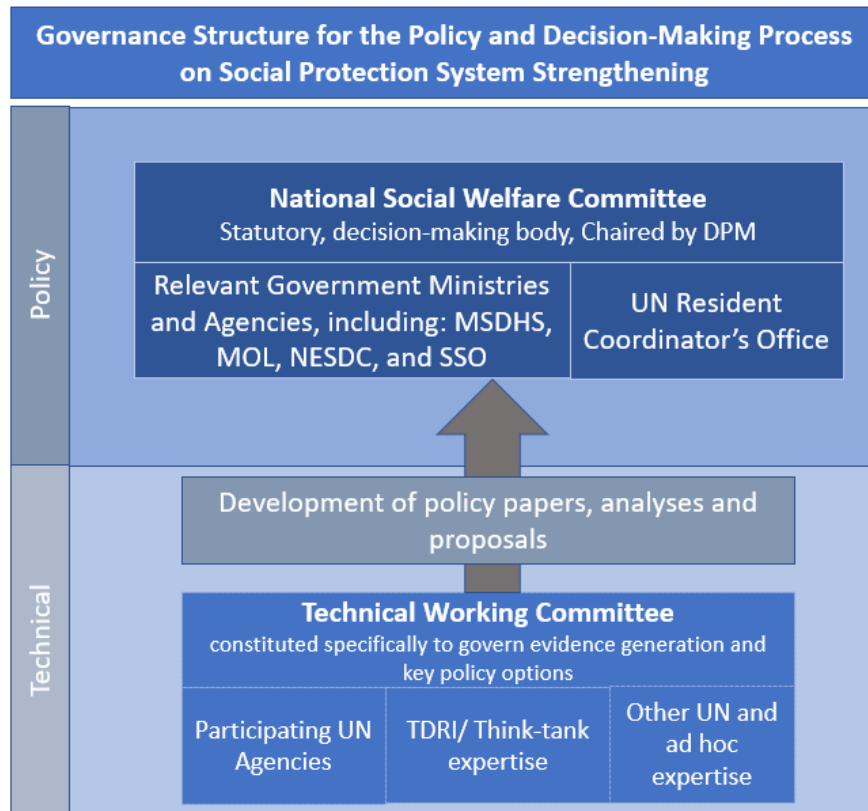 Governance Structure for the Policy and Decision-Making Process
on Social Protection System Strengthening
Policy
National Social Welfare Committee
Statutory, decision-making body, Chaired by DPM
Relevant Government Ministries
and Agencies, including: MSDHS,
MOL, NESDC, and SSO
UN Resident
Coordinator’s Office
Technical
Development of policy papers, analyses and
proposals
Technical Working Committee
constituted specifically to govern evidence generation and
key policy options
Participating UN
Agencies
TDRI/ Think-tank
expertise
Other UN and
ad hoc
expertise